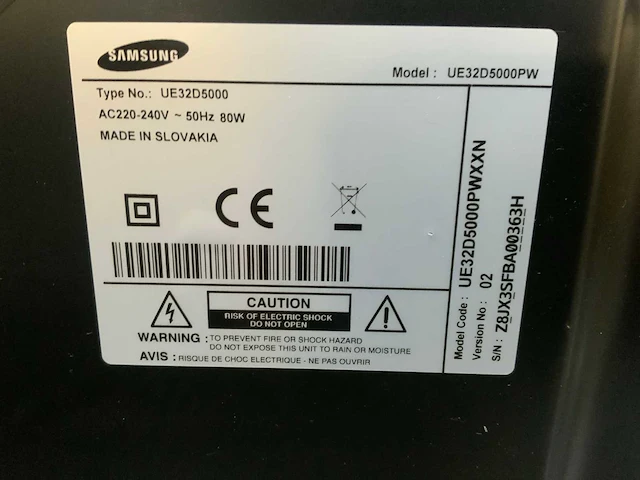 SAMSUNG
Model : UE32D5000PW
Type No.: UE32D5000
AC220-240V ~ 50Hz 80W
MADE IN SLOVAKIA
CE
CAUTION
RISK OF ELECTRIC SHOCK
DO NOT OPEN
WARNING : TO PREVENT FIRE OR SHOCK HAZARD
DO NOT EXPOSE THIS UNIT TO RAIN OR MOISTURE
AVIS : RISQUE DE CHOC ELECTRIQUE - NE PAS OUVRIR
Model Code : UE32D5000PWXXN
Version No : 02
S/N : Z8JX3SFBA00363H